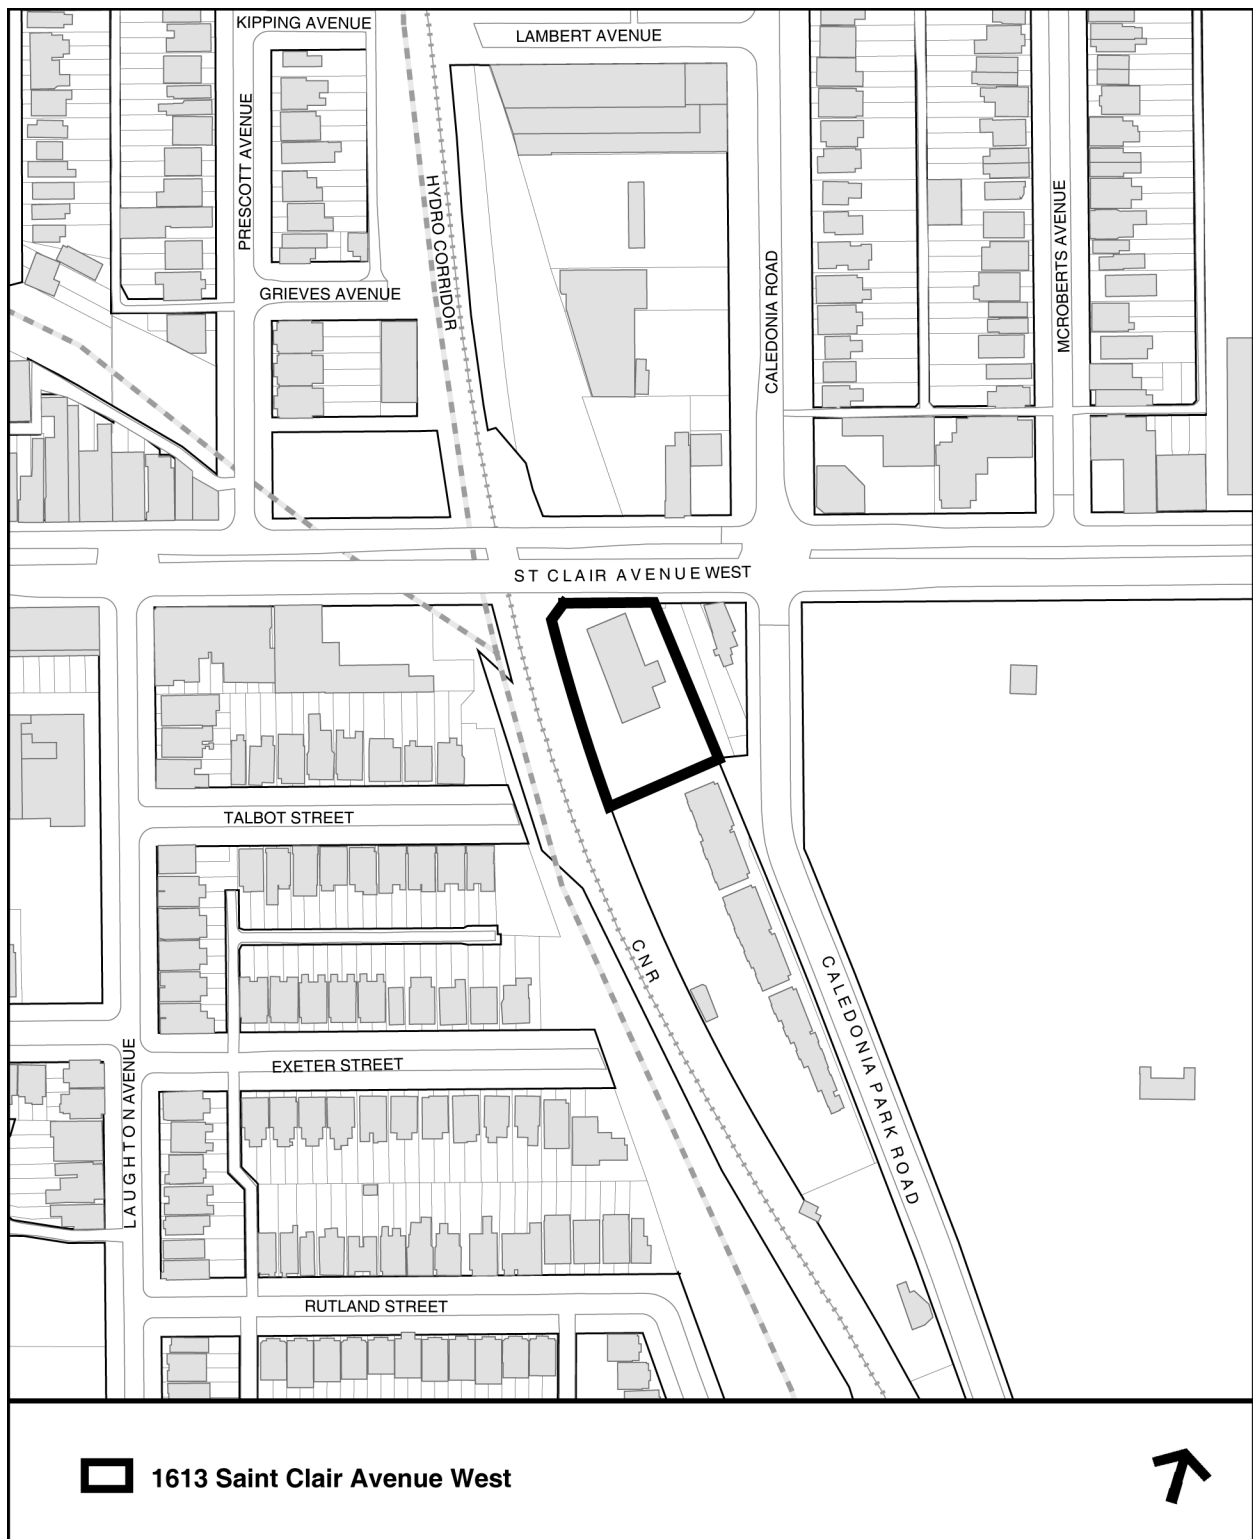 KIPPING AVENUE
LAMBERT AVENUE
PRESCOTT AVENUE
HYDRO CORRIDOR
MCROBERTS AVENUE
CALEDONIA ROAD
GRIEVES AVENUE
ST CLAIR AVENUE WEST
TALBOT STREET
CNR
CALEDONIA PARK ROAD
LAUGHTON AVENUE
EXETER STREET
RUTLAND STREET
1613 Saint Clair Avenue West